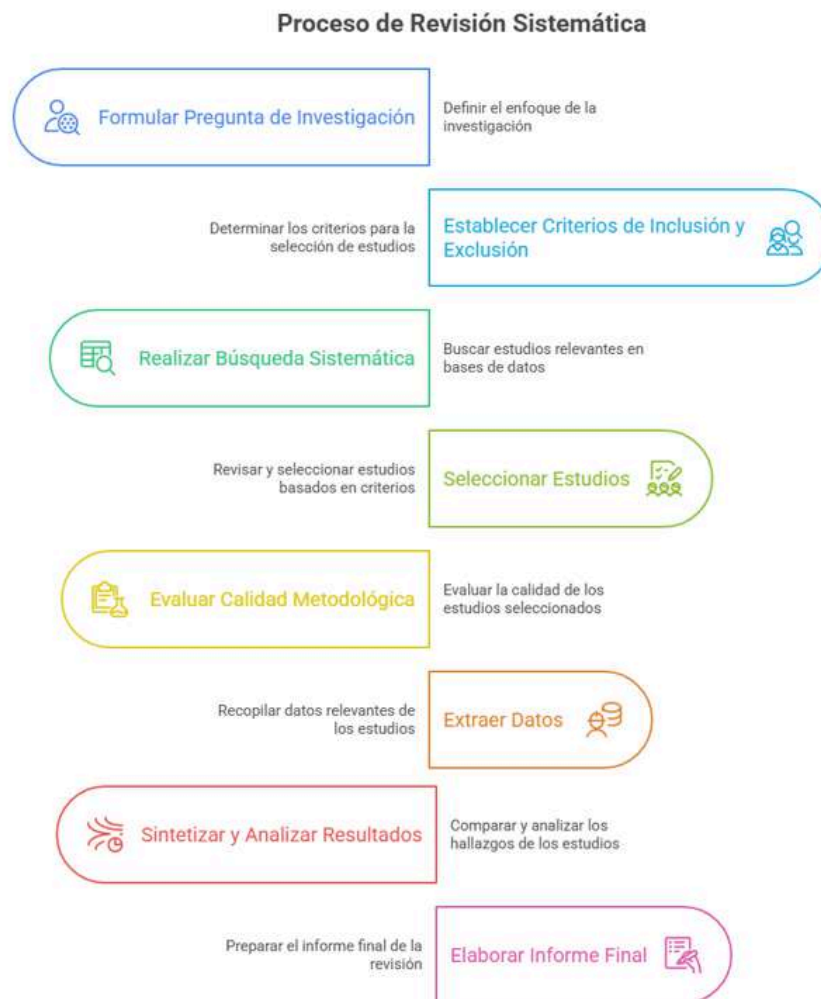 Proceso de Revisión Sistemática
Formular Pregunta de Investigación
Definir el enfoque de la
investigación
Determinar los criterios para la
selección de estudios
Establecer Criterios de Inclusión y
Exclusión
Realizar Búsqueda Sistemática
Buscar estudios relevantes en
bases de datos
Revisar y seleccionar estudios
basados en criterios
Seleccionar Estudios
Evaluar Calidad Metodológica
Evaluar la calidad de los
estudios seleccionados
Recopilar datos relevantes de
los estudios
Extraer Datos
Sintetizar y Analizar Resultados
Comparar y analizar los
hallazgos de los estudios
Preparar el informe final de la
revisión
Elaborar Informe Final